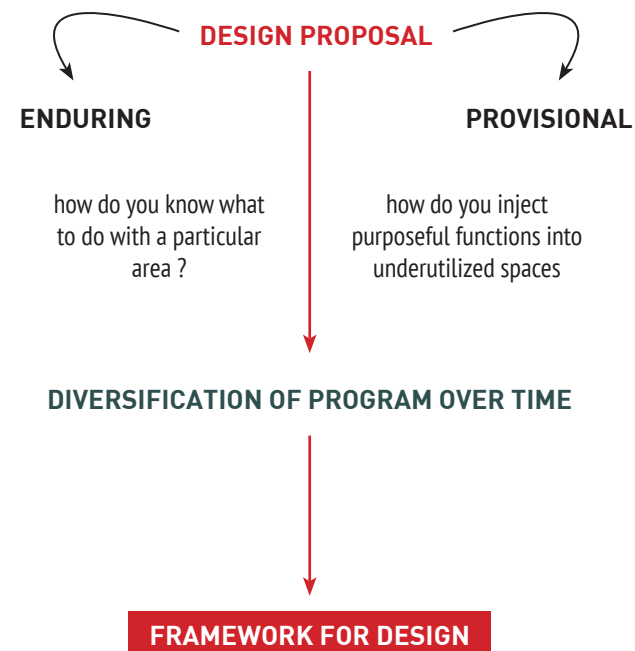 DESIGN PROPOSAL
ENDURING
PROVISIONAL
how do you know what
to do with a particular
area ?
how do you inject
purposeful functions into
underutilized spaces
DIVERSIFICATION OF PROGRAM OVER TIME
FRAMEWORK FOR DESIGN